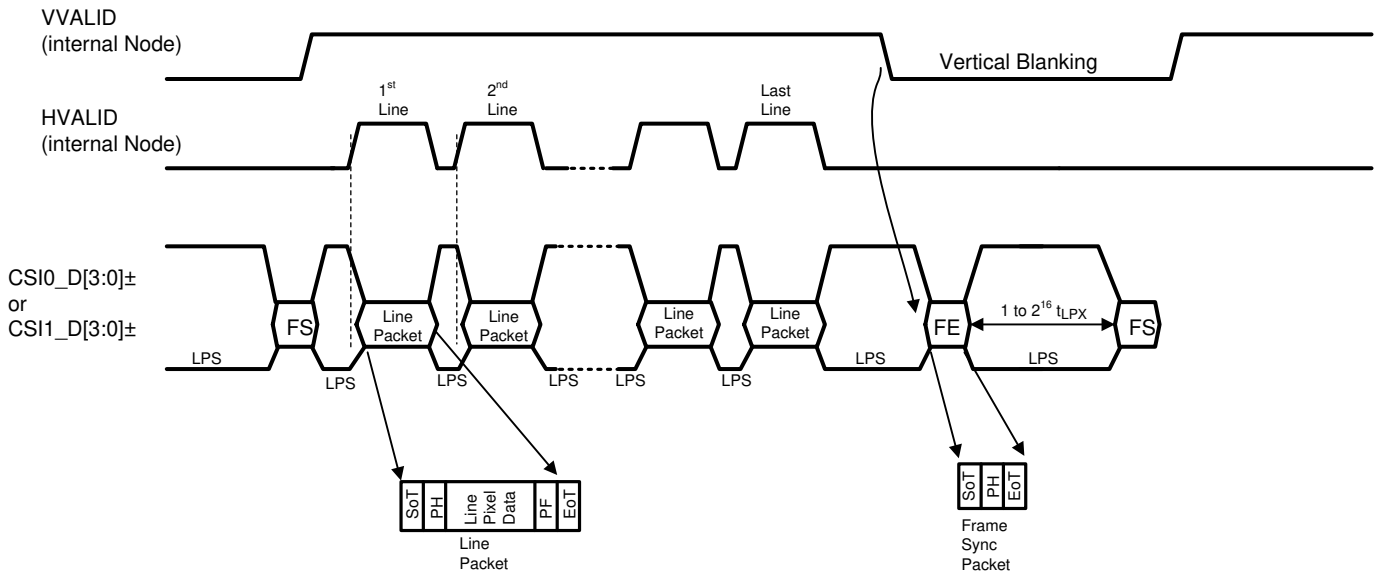 VVALID
(internal Node)
Vertical Blanking
HVALID
(internal Node)
1st
Line
2nd
Line
Last
Line
CSI0_D[3:0]±
or
CSI1_D[3:0]±
FS
Line
Packet
Line
Packet
Line
Packet
Line
Packet
FE
1 to 2^16 tLPX
FS
LPS
LPS
LPS
LPS
LPS
LPS
LPS
LPS
SoT
PH
Line
Pixel
Data
PF
EoT
Line
Packet
SoT
PH
EoT
Frame
Sync
Packet